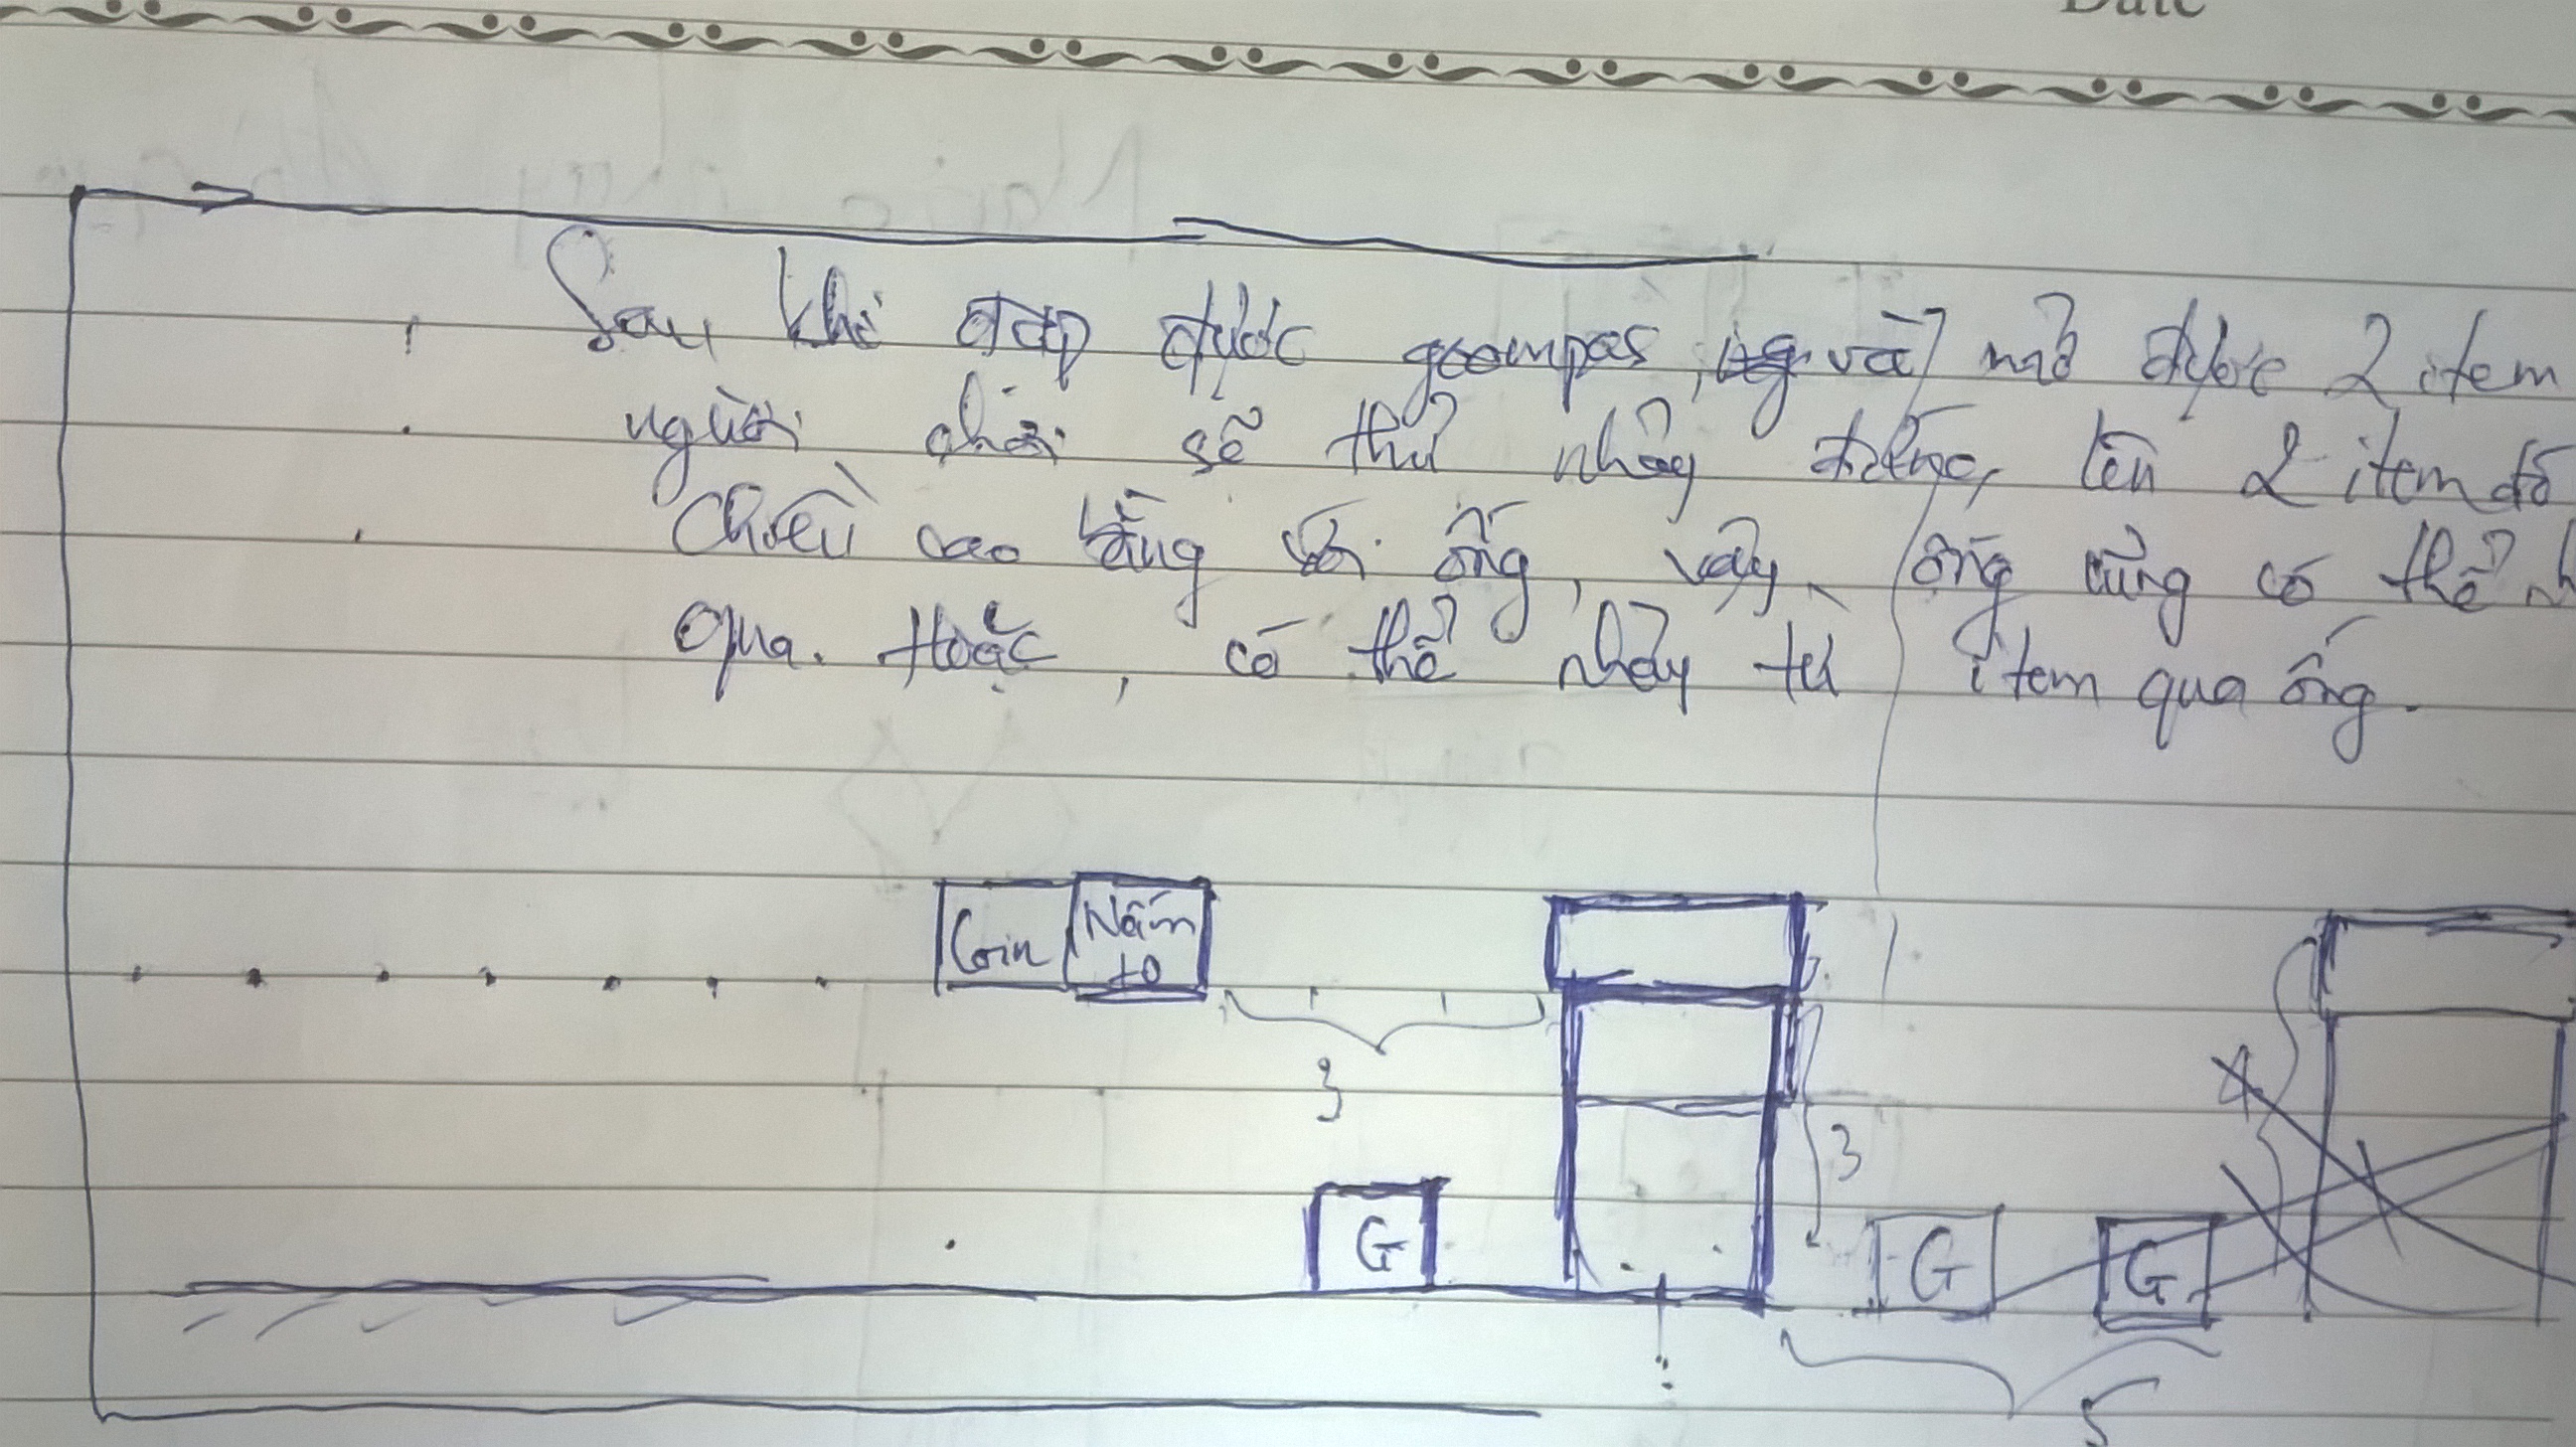 Date
Sau khi đạp được goompas, và mở được 2 item
người chơi sẽ thử nhảy được lên 2 item đó
Chiều cao bằng với ống, vậy ống cũng có thể nh
qua. Hoặc, có thể nhảy từ item qua ống.
Coin
Nấm
to
3
3
4
G
G
G
5